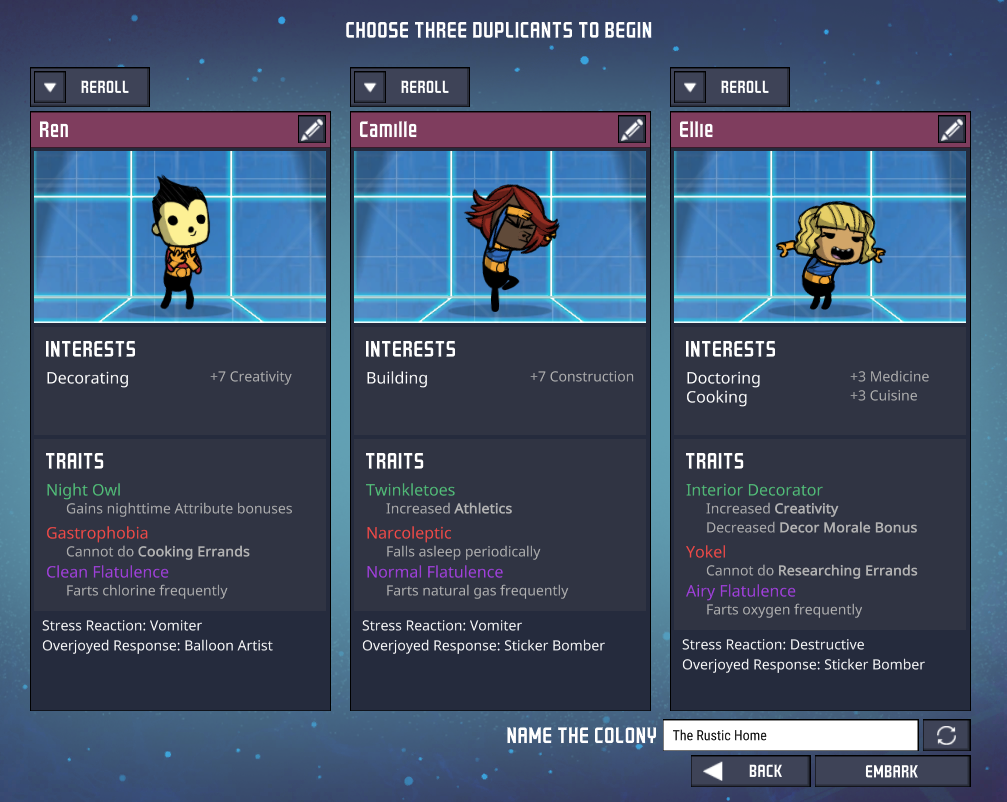 CHOOSE THREE DUPLICANTS TO BEGIN
REROLL
Ren
INTERESTS
Decorating +7 Creativity
TRAITS
Night Owl
Gains nighttime Attribute bonuses
Gastrophobia
Cannot do Cooking Errands
Clean Flatulence
Farts chlorine frequently
Stress Reaction: Vomiter
Overjoyed Response: Balloon Artist
REROLL
Camille
INTERESTS
Building +7 Construction
TRAITS
Twinkletoes
Increased Athletics
Narcoleptic
Falls asleep periodically
Normal Flatulence
Farts natural gas frequently
Stress Reaction: Vomiter
Overjoyed Response: Sticker Bomber
REROLL
Ellie
INTERESTS
Doctoring +3 Medicine
Cooking +3 Cuisine
TRAITS
Interior Decorator
Increased Creativity
Decreased Decor Morale Bonus
Yokel
Cannot do Researching Errands
Airy Flatulence
Farts oxygen frequently
Stress Reaction: Destructive
Overjoyed Response: Sticker Bomber
NAME THE COLONY The Rustic Home
BACK EMBARK